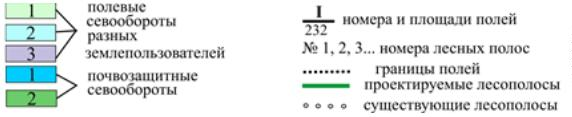 1
2
3
полевые
севообороты
разных
землепользователей
1
2
почвозащитные
севообороты
I
232
номера и площади полей
№ 1, 2, 3... номера лесных полос
границы полей
проектируемые лесополосы
существующие лесополосы